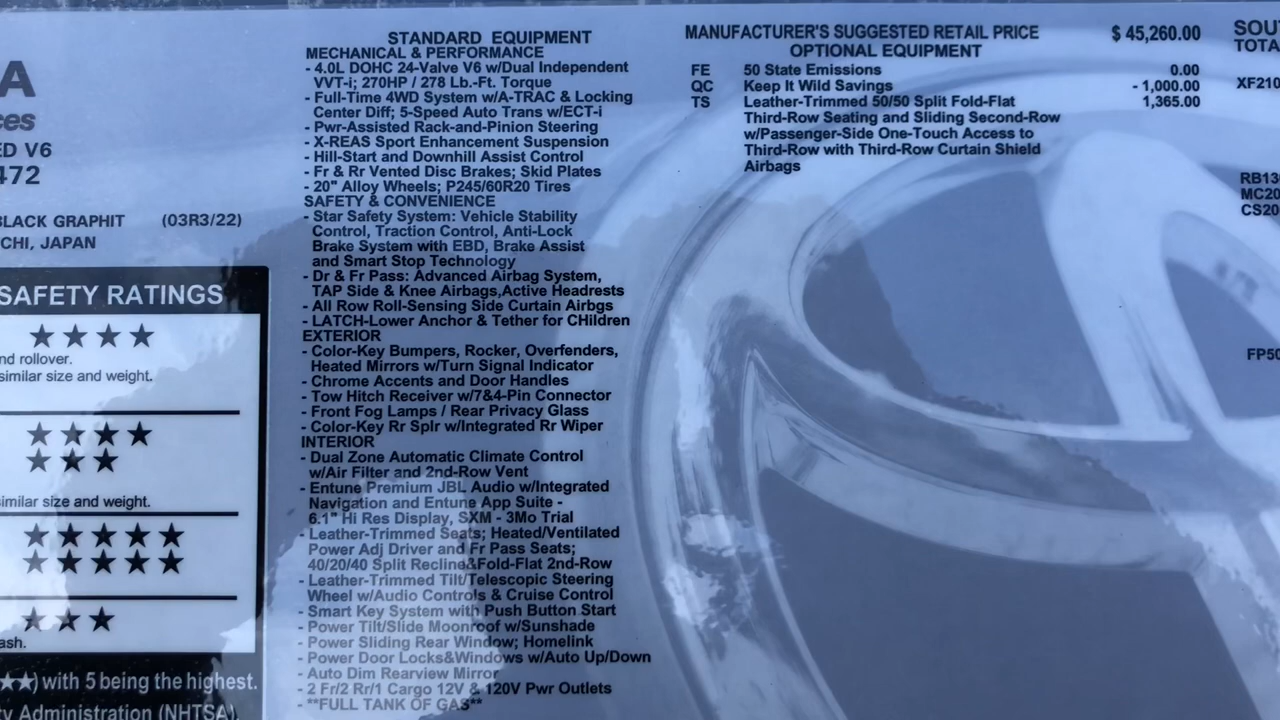 A
ces
ED V6
472
BLACK GRAPHIT (03R3/22)
CHI, JAPAN
SAFETY RATINGS
★ ★ ★ ★
nd rollover.
similar size and weight.
★ ★ ★ ★
★ ★ ★
similar size and weight.
★ ★ ★ ★ ★
★ ★ ★ ★ ★
★ ★ ★
ash.
★★) with 5 being the highest.
ty Administration (NHTSA).
STANDARD EQUIPMENT
MECHANICAL & PERFORMANCE
- 4.0L DOHC 24-Valve V6 w/Dual Independent
VVT-i; 270HP / 278 Lb.-Ft. Torque
- Full-Time 4WD System w/A-TRAC & Locking
Center Diff; 5-Speed Auto Trans w/ECT-i
- Pwr-Assisted Rack-and-Pinion Steering
- X-REAS Sport Enhancement Suspension
- Hill-Start and Downhill Assist Control
- Fr & Rr Vented Disc Brakes; Skid Plates
- 20" Alloy Wheels; P245/60R20 Tires
SAFETY & CONVENIENCE
- Star Safety System: Vehicle Stability
Control, Traction Control, Anti-Lock
Brake System with EBD, Brake Assist
and Smart Stop Technology
- Dr & Fr Pass: Advanced Airbag System,
TAP Side & Knee Airbags,Active Headrests
- All Row Roll-Sensing Side Curtain Airbgs
- LATCH-Lower Anchor & Tether for CHildren
EXTERIOR
- Color-Key Bumpers, Rocker, Overfenders,
Heated Mirrors w/Turn Signal Indicator
- Chrome Accents and Door Handles
- Tow Hitch Receiver w/7&4-Pin Connector
- Front Fog Lamps / Rear Privacy Glass
- Color-Key Rr Splr w/Integrated Rr Wiper
INTERIOR
- Dual Zone Automatic Climate Control
w/Air Filter and 2nd-Row Vent
- Entune Premium JBL Audio w/Integrated
Navigation and Entune App Suite -
6.1" Hi Res Display, SXM - 3Mo Trial
- Leather-Trimmed Seats; Heated/Ventilated
Power Adj Driver and Fr Pass Seats;
40/20/40 Split Recline&Fold-Flat 2nd-Row
- Leather-Trimmed Tilt/Telescopic Steering
Wheel w/Audio Controls & Cruise Control
- Smart Key System with Push Button Start
- Power Tilt/Slide Moonroof w/Sunshade
- Power Sliding Rear Window; Homelink
- Power Door Locks&Windows w/Auto Up/Down
- Auto Dim Rearview Mirror
- 2 Fr/2 Rr/1 Cargo 12V & 120V Pwr Outlets
- **FULL TANK OF GAS**
MANUFACTURER'S SUGGESTED RETAIL PRICE $ 45,260.00
OPTIONAL EQUIPMENT
FE 50 State Emissions 0.00
QC Keep It Wild Savings - 1,000.00
TS Leather-Trimmed 50/50 Split Fold-Flat 1,365.00
Third-Row Seating and Sliding Second-Row
w/Passenger-Side One-Touch Access to
Third-Row with Third-Row Curtain Shield
Airbags
SOU
TOTA
XF210
RB13
MC20
CS20
FP50